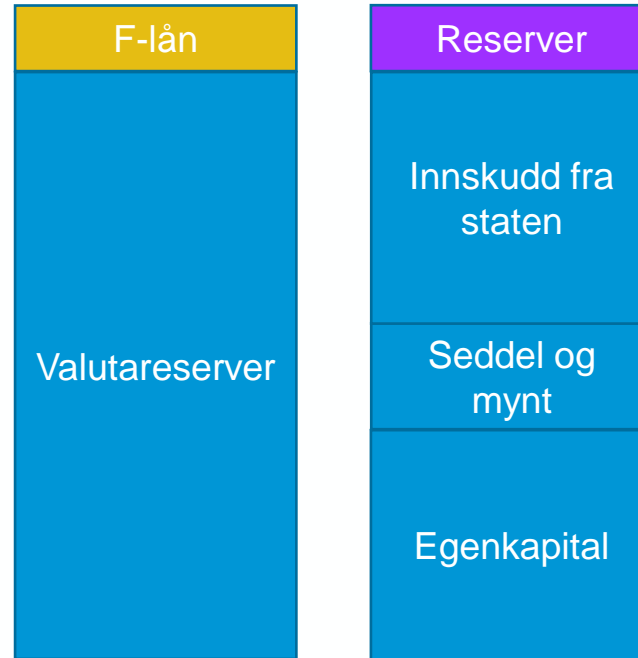 F-lån
Valutareserver
Reserver
Innskudd fra
staten
Seddel og
mynt
Egenkapital